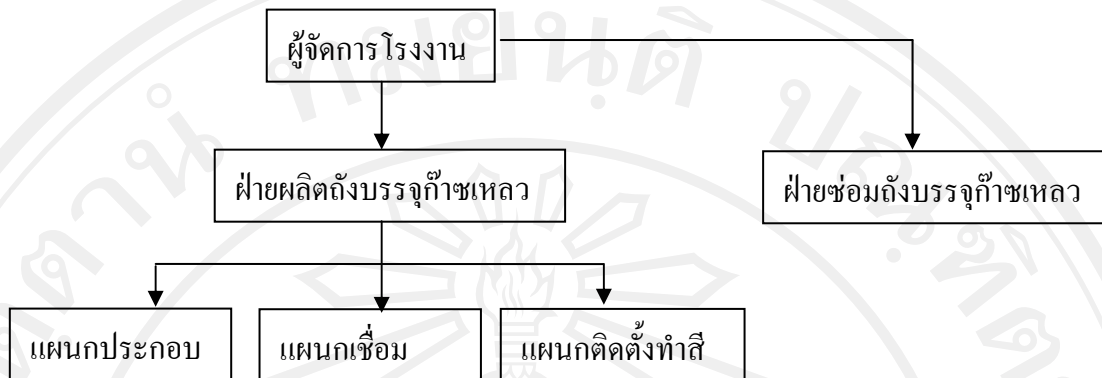 ผู้จัดการโรงงาน
ฝ่ายผลิตถังบรรจุก๊าซเหลว
ฝ่ายซ่อมถังบรรจุก๊าซเหลว
แผนกประกอบ
แผนกเชื่อม
แผนกติดตั้งทำสี